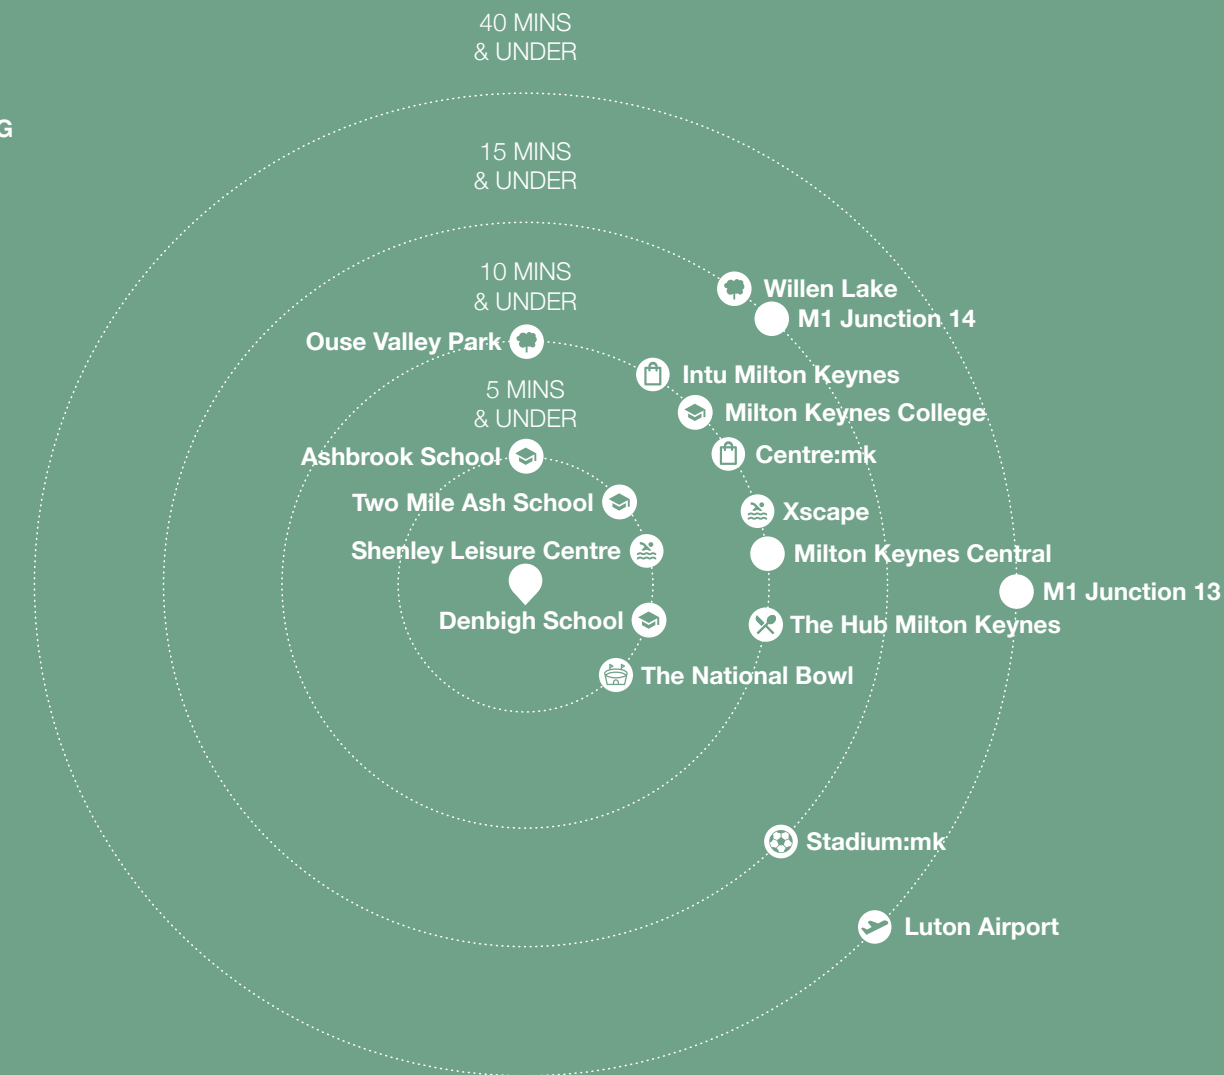 40 MINS
& UNDER
G
15 MINS
& UNDER
10 MINS
& UNDER
Willen Lake
M1 Junction 14
Ouse Valley Park
Intu Milton Keynes
5 MINS
& UNDER
Milton Keynes College
Ashbrook School
Centre:mk
Two Mile Ash School
Xscape
Shenley Leisure Centre
Milton Keynes Central
M1 Junction 13
Denbigh School
The Hub Milton Keynes
The National Bowl
Stadium:mk
Luton Airport